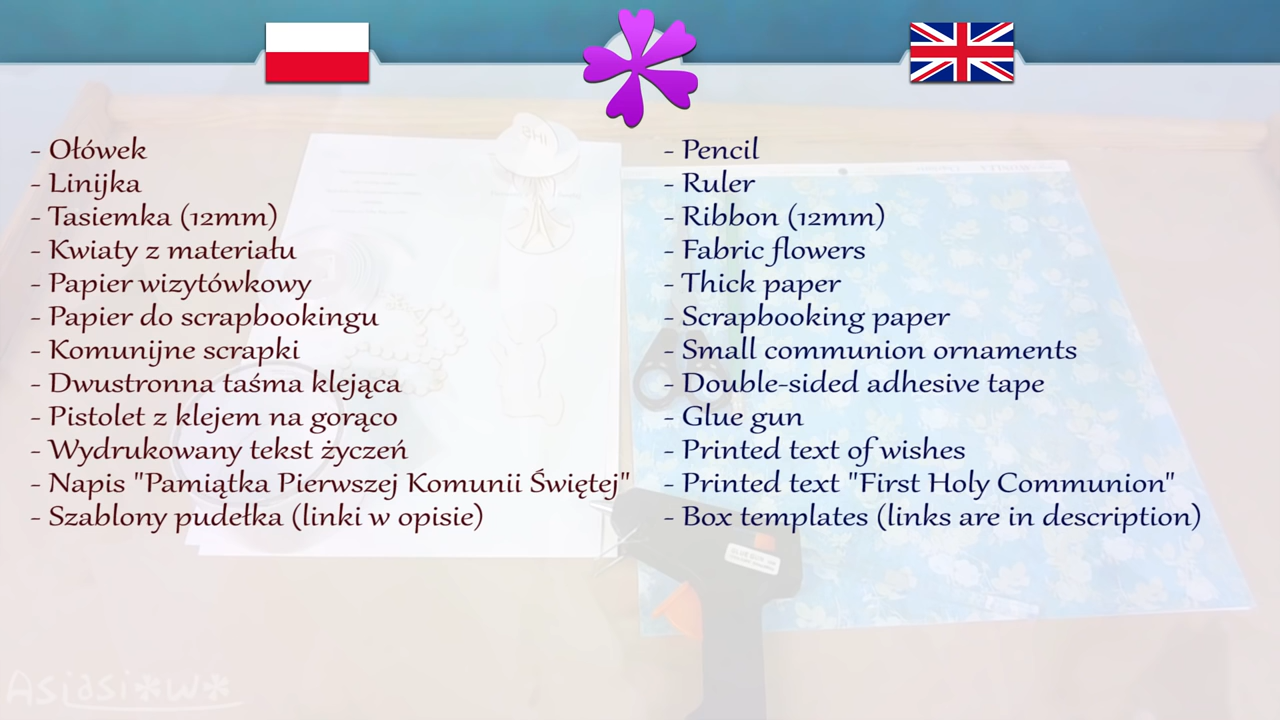 - Ołówek
- Linijka
- Tasiemka (12mm)
- Kwiaty z materiału
- Papier wizytówkowy
- Papier do scrapbookingu
- Komunijne scrapki
- Dwustronna taśma klejąca
- Pistolet z klejem na gorąco
- Wydrukowany tekst życzeń
- Napis "Pamiątka Pierwszej Komunii Świętej"
- Szablony pudełka (linki w opisie)
- Pencil
- Ruler
- Ribbon (12mm)
- Fabric flowers
- Thick paper
- Scrapbooking paper
- Small communion ornaments
- Double-sided adhesive tape
- Glue gun
- Printed text of wishes
- Printed text "First Holy Communion"
- Box templates (links are in description)
IHS
Asiasi*w*